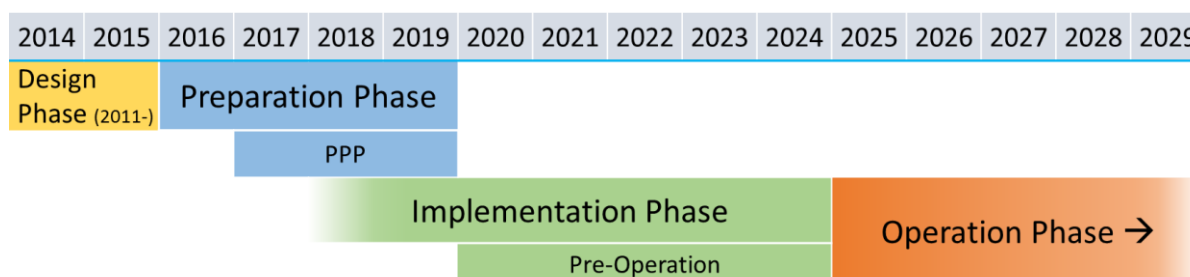 2014 2015 2016 2017 2018 2019 2020 2021 2022 2023 2024 2025 2026 2027 2028 2029
Design
Phase (2011-)
Preparation Phase
PPP
Implementation Phase
Operation Phase →
Pre-Operation